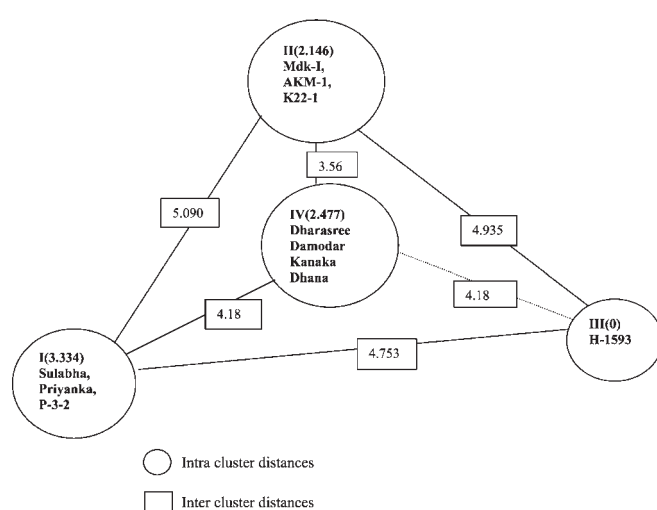 II(2.146)
Mdk-I,
AKM-1,
K22-1
3.56
5.090
4.935
IV(2.477)
Dharasree
Damodar
Kanaka
Dhana
4.18
4.18
I(3.334)
Sulabha,
Priyanka,
P-3-2
4.753
III(0)
H-1593
Intra cluster distances
Inter cluster distances